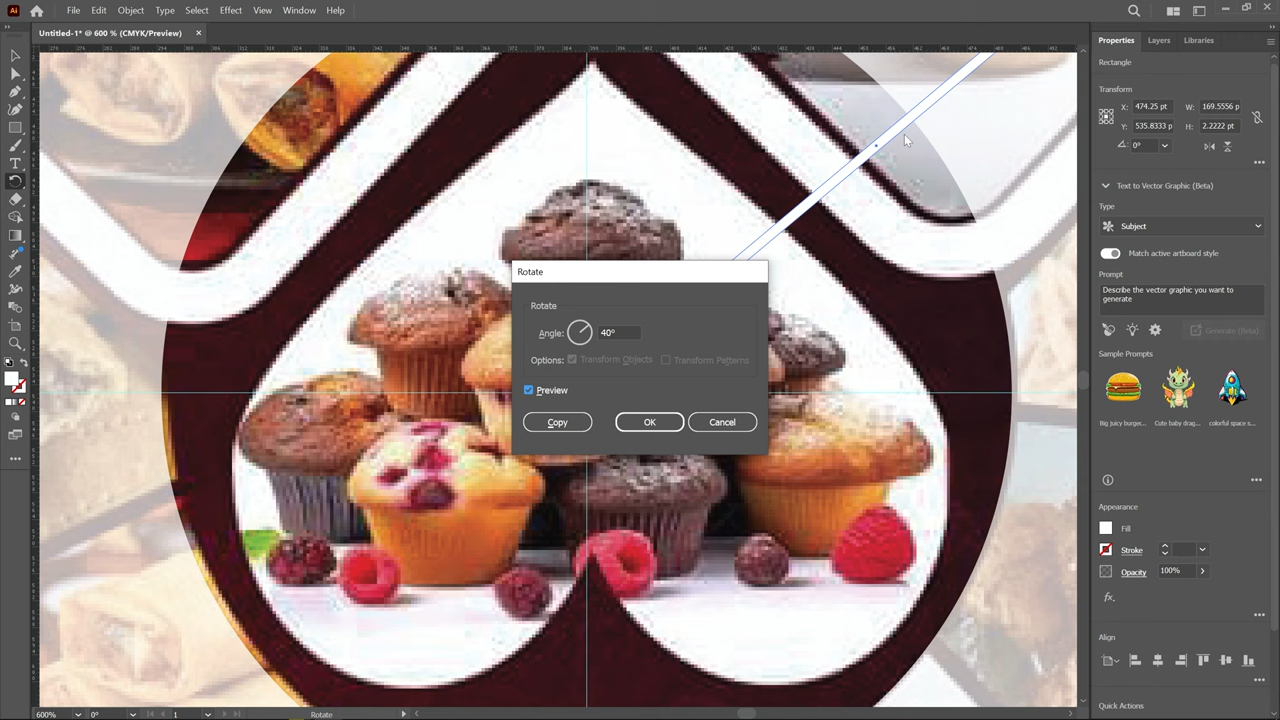 Ai File Edit Object Type Select Effect View Window Help
Untitled-1* @ 600 % (CMYK/Preview)
Properties Layers Libraries
Rectangle
Transform
X: 474.25 pt W: 169.5556 p
Y: 535.8333 p H: 2.2222 pt
0°
Text to Vector Graphic (Beta)
Type
Subject
Match active artboard style
Prompt
Describe the vector graphic you want to
generate
Generate (Beta)
Sample Prompts
Big juicy burge... Cute baby drag... colorful space s...
Appearance
Fill
Stroke
Opacity 100%
fx.
Align
Quick Actions
Rotate
Rotate
Angle: 40°
Options: Transform Objects Transform Patterns
Preview
Copy OK Cancel
600% 0° 1 Rotate